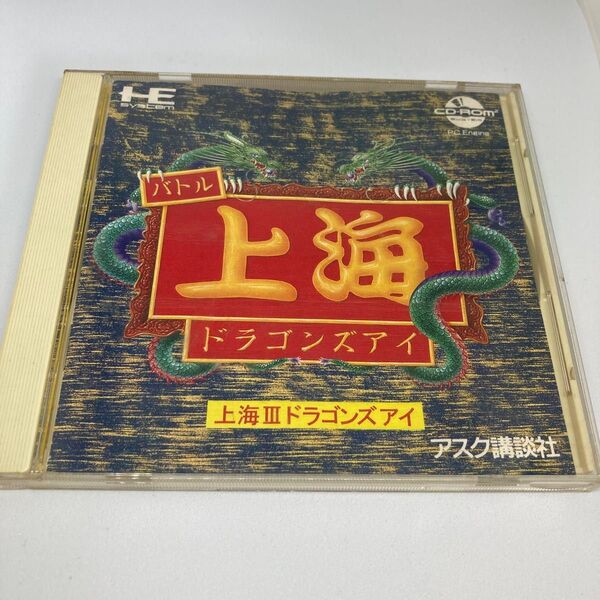 HE
system
CD-ROM²
PC Engine
バトル
上海
ドラゴンズアイ
上海Ⅲドラゴンズアイ
アスク講談社